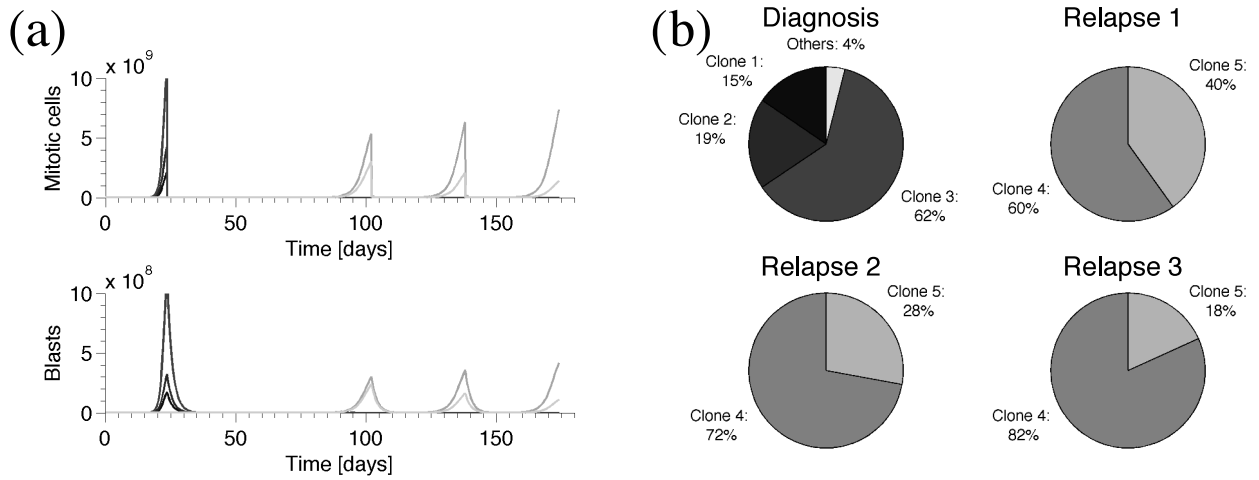 (a)
x 10^9
Mitotic cells
10
5
0
0 50 100 150
Time [days]
x 10^8
Blasts
10
5
0
0 50 100 150
Time [days]
(b)
Diagnosis
Others: 4%
Clone 1:
15%
Clone 2:
19%
Clone 3:
62%
Relapse 1
Clone 5:
40%
Clone 4:
60%
Relapse 2
Clone 5:
28%
Clone 4:
72%
Relapse 3
Clone 5:
18%
Clone 4:
82%